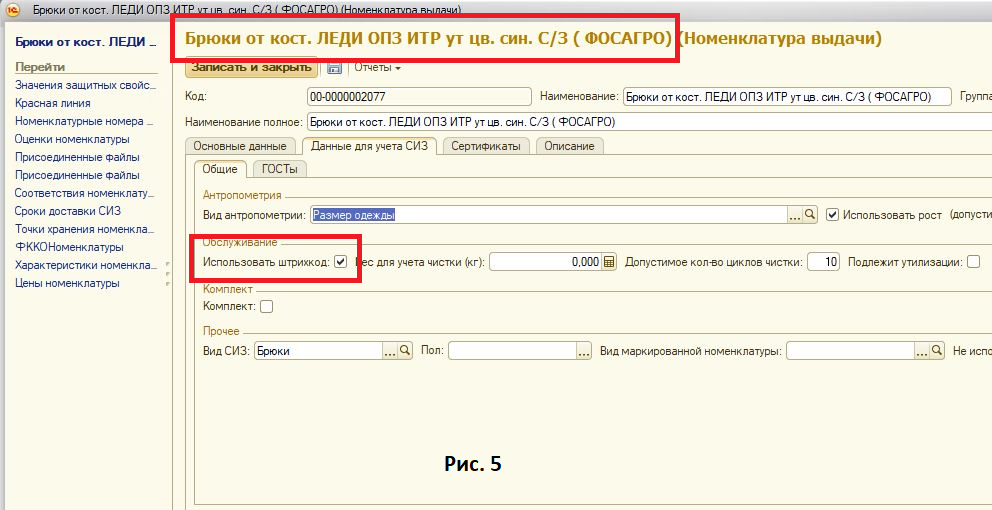 Брюки от кост. ЛЕДИ ОПЗ ИТР ут цв. син. С/З ( ФОСАГРО) (Номенклатура выдачи)
Брюки от кост. ЛЕДИ ...
Брюки от кост. ЛЕДИ ОПЗ ИТР ут цв. син. С/З ( ФОСАГРО) (Номенклатура выдачи)
Перейти
Записать и закрыть Отчеты
Значения защитных свойс...
Красная линия
Номенклатурные номера ...
Оценки номенклатуры
Присоединенные файлы
Присоединенные файлы
Соответствия номенклату...
Сроки доставки СИЗ
Точки хранения номенкла...
ФККОНоменклатуры
Характеристики номенкла...
Цены номенклатуры
Код: 00-0000002077 Наименование: Брюки от кост. ЛЕДИ ОПЗ ИТР ут цв. син. С/З ( ФОСАГРО) Группа
Наименование полное: Брюки от кост. ЛЕДИ ОПЗ ИТР ут цв. син. С/З ( ФОСАГРО)
Основные данные Данные для учета СИЗ Сертификаты Описание
Общие ГОСТы
Антропометрия
Вид антропометрии: Размер одежды ... Использовать рост (допусти
Обслуживание
Использовать штрихкод: ес для учета чистки (кг): 0,000 Допустимое кол-во циклов чистки: 10 Подлежит утилизации:
Комплект
Комплект:
Прочее
Вид СИЗ: Брюки ... Пол: ... Вид маркированной номенклатуры: ... Не испо
Рис. 5